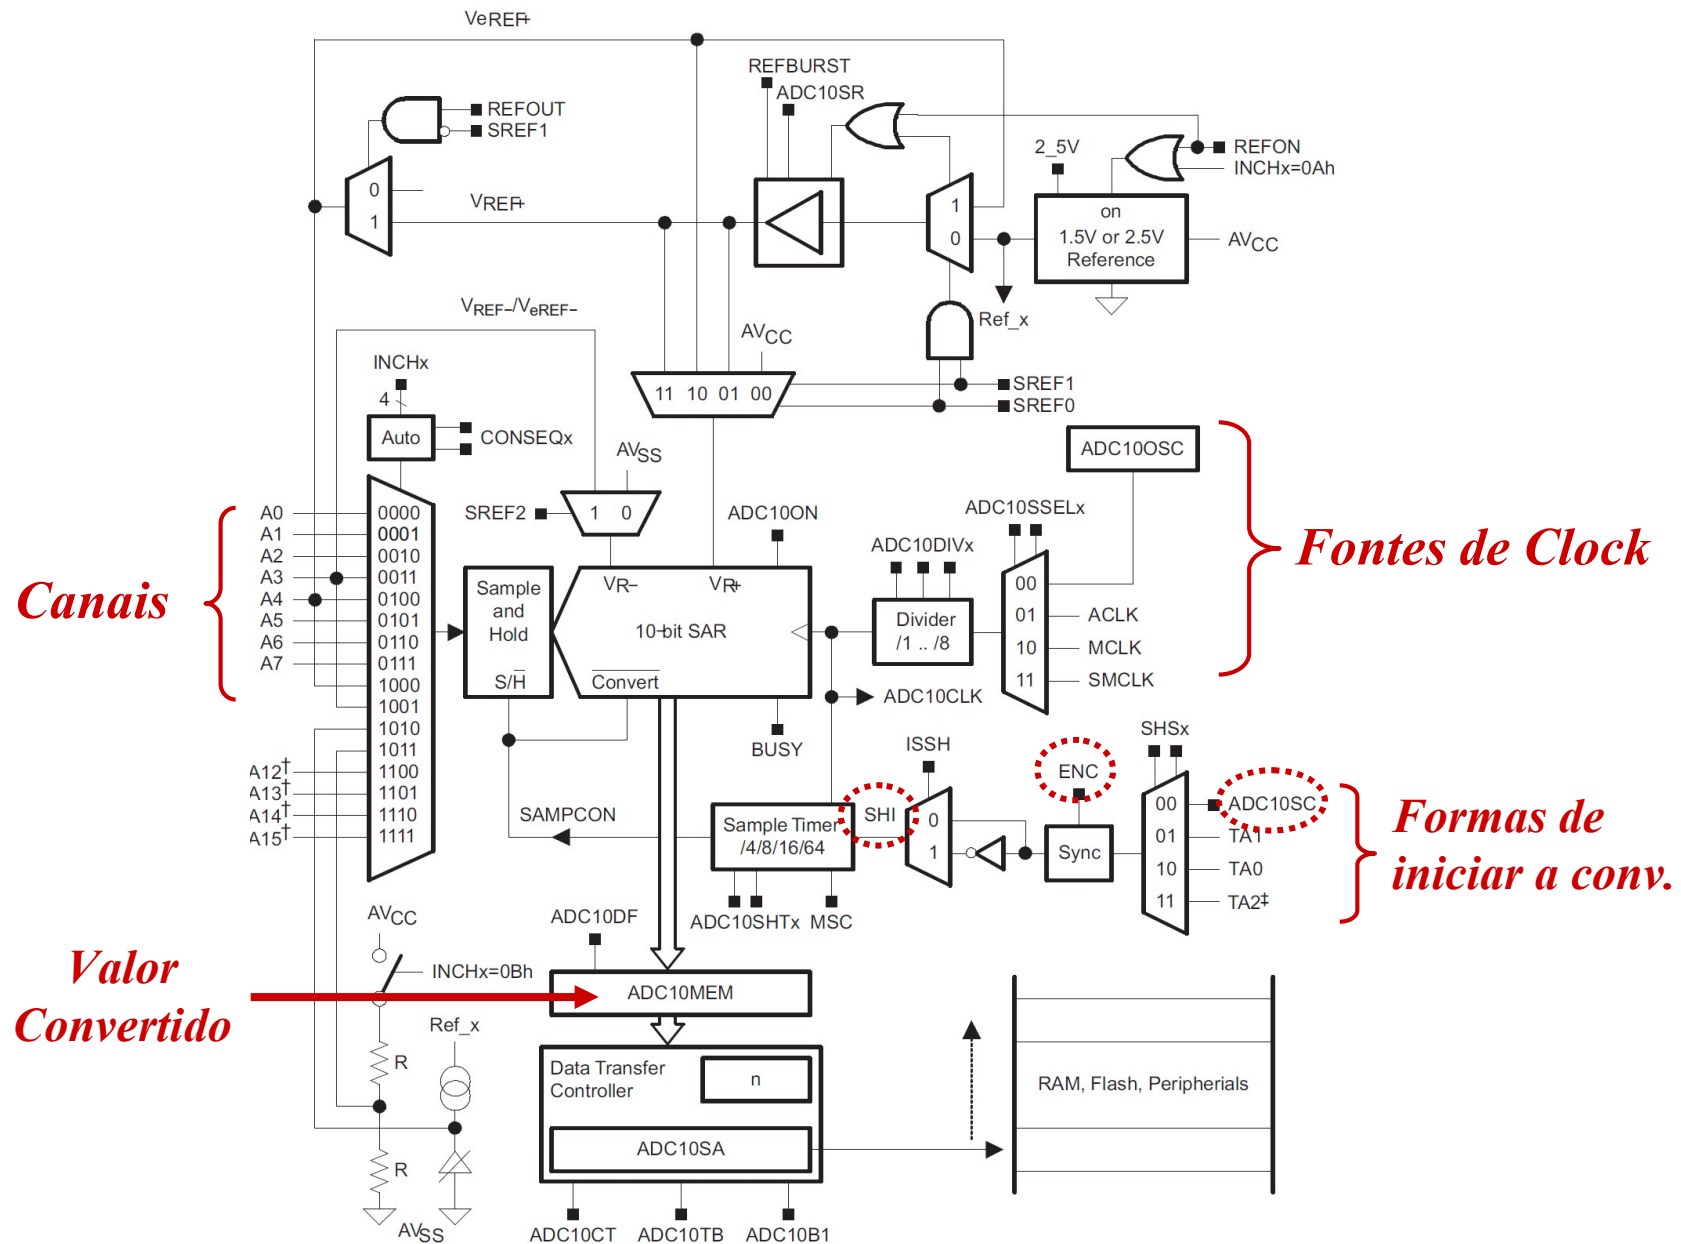 VeREF+
REFBURST
ADC10SR
REFOUT
SREF1
2_5V
REFON
INCHx=0Ah
0
1
VREF+
1
0
on
1.5V or 2.5V
Reference
AVCC
Ref_x
VREF−/VeREF−
AVCC
INCHx
4
11 10 01 00
SREF1
SREF0
Auto
CONSEQx
AVSS
ADC10OSC
SREF2
1 0
ADC10ON
ADC10SSELx
ADC10DIVx
Fontes de Clock
Canais
A0
A1
A2
A3
A4
A5
A6
A7
A12†
A13†
A14†
A15†
0000
0001
0010
0011
0100
0101
0110
0111
1000
1001
1010
1011
1100
1101
1110
1111
Sample
and
Hold
S/H̅
VR−
VR+
10−bit SAR
Convert
Divider
/1 .. /8
00
01
10
11
ACLK
MCLK
SMCLK
ADC10CLK
BUSY
ISSH
ENC
SHSx
SAMPCON
Sample Timer
/4/8/16/64
SHI
0
1
Sync
00
01
10
11
ADC10SC
TA1
TA0
TA2‡
Formas de
iniciar a conv.
ADC10SHTx
MSC
ADC10DF
AVCC
INCHx=0Bh
Valor
Convertido
ADC10MEM
Ref_x
R
R
AVSS
Data Transfer
Controller
n
ADC10SA
RAM, Flash, Peripherials
ADC10CT
ADC10TB
ADC10B1